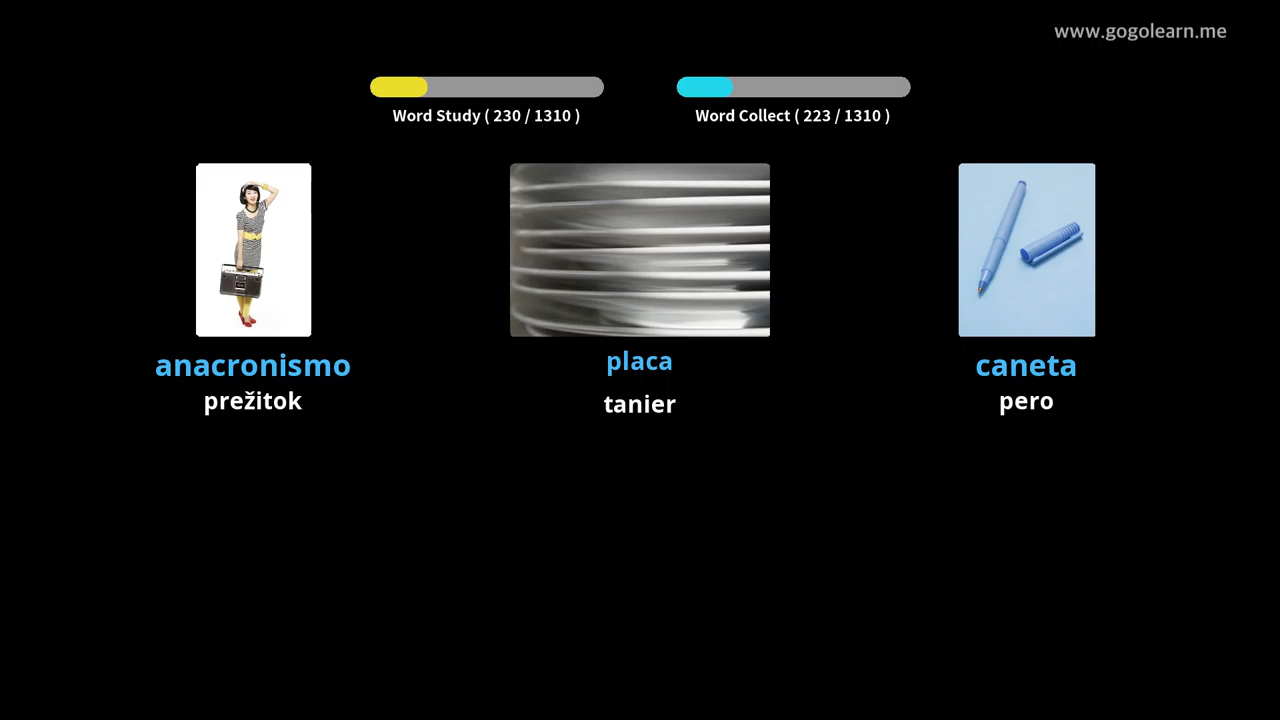 www.gogolearn.me
Word Study ( 230 / 1310 )
Word Collect ( 223 / 1310 )
anacronismo
prežitok
placa
tanier
caneta
pero